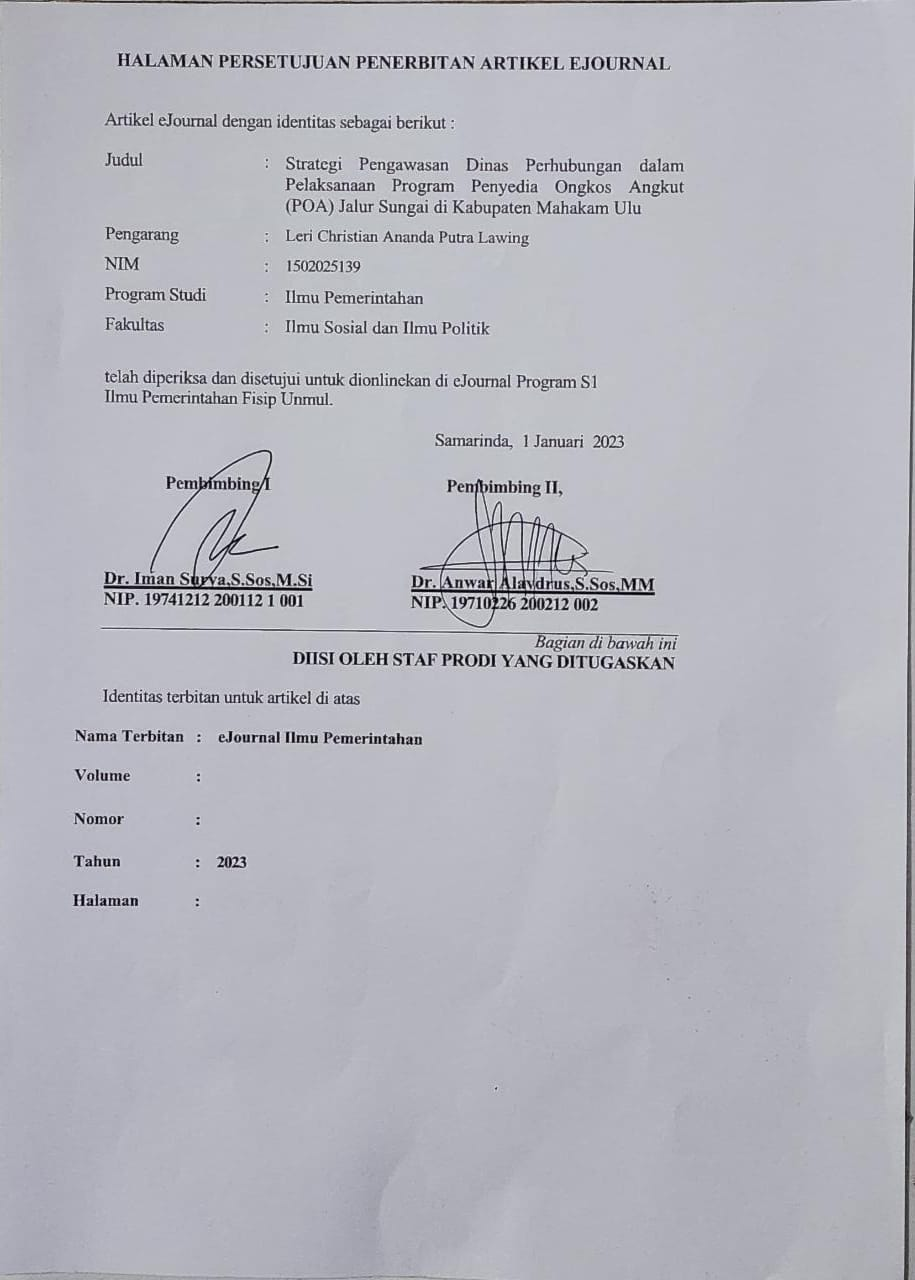 HALAMAN PERSETUJUAN PENERBITAN ARTIKEL EJOURNAL
Artikel eJournal dengan identitas sebagai berikut :
Judul : Strategi Pengawasan Dinas Perhubungan dalam
Pelaksanaan Program Penyedia Ongkos Angkut
(POA) Jalur Sungai di Kabupaten Mahakam Ulu
Pengarang : Leri Christian Ananda Putra Lawing
NIM : 1502025139
Program Studi : Ilmu Pemerintahan
Fakultas : Ilmu Sosial dan Ilmu Politik
telah diperiksa dan disetujui untuk dionlinekan di eJournal Program S1
Ilmu Pemerintahan Fisip Unmul.
Samarinda, 1 Januari 2023
Pembimbing I Pembimbing II,
Dr. Iman Surya,S.Sos,M.Si Dr. Anwar Alaydrus,S.Sos,MM
NIP. 19741212 200112 1 001 NIP. 19710226 200212 002
Bagian di bawah ini
DIISI OLEH STAF PRODI YANG DITUGASKAN
Identitas terbitan untuk artikel di atas
Nama Terbitan : eJournal Ilmu Pemerintahan
Volume :
Nomor :
Tahun : 2023
Halaman :